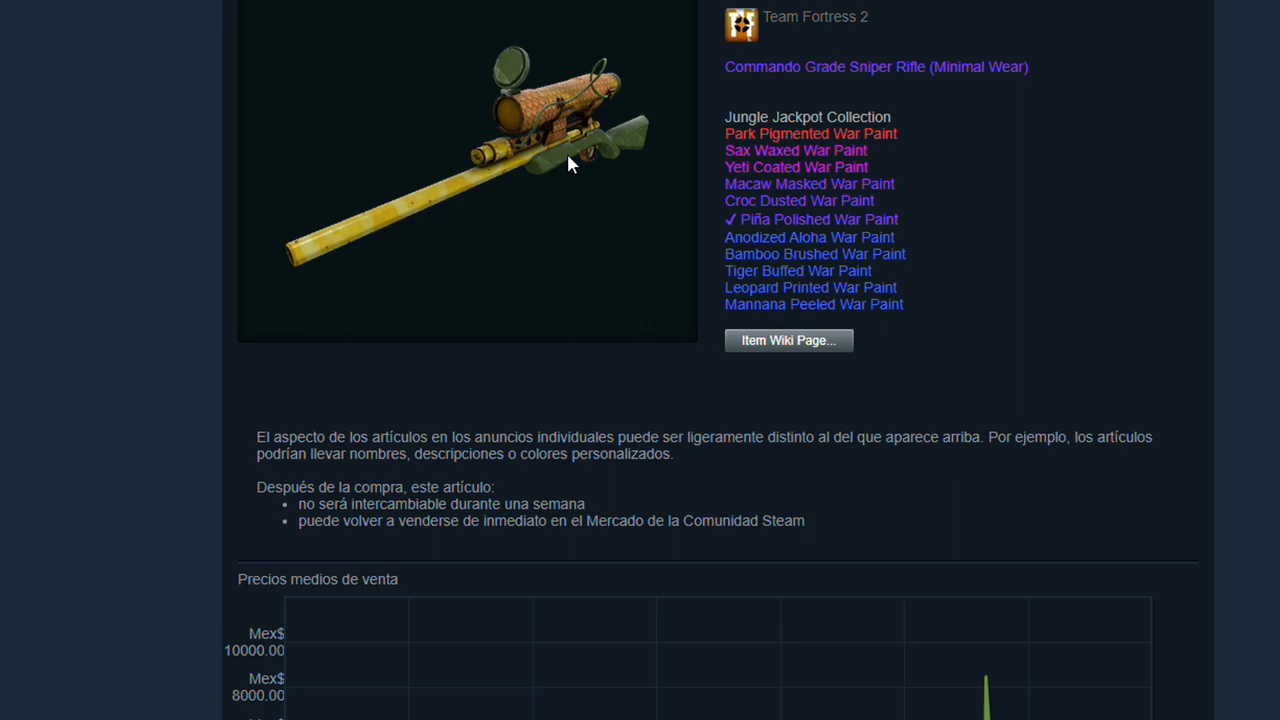 Team Fortress 2
Commando Grade Sniper Rifle (Minimal Wear)
Jungle Jackpot Collection
Park Pigmented War Paint
Sax Waxed War Paint
Yeti Coated War Paint
Macaw Masked War Paint
Croc Dusted War Paint
✓ Piña Polished War Paint
Anodized Aloha War Paint
Bamboo Brushed War Paint
Tiger Buffed War Paint
Leopard Printed War Paint
Mannana Peeled War Paint
Item Wiki Page...
El aspecto de los artículos en los anuncios individuales puede ser ligeramente distinto al del que aparece arriba. Por ejemplo, los artículos
podrían llevar nombres, descripciones o colores personalizados.
Después de la compra, este artículo:
• no será intercambiable durante una semana
• puede volver a venderse de inmediato en el Mercado de la Comunidad Steam
Precios medios de venta
Mex$
10000.00
Mex$
8000.00